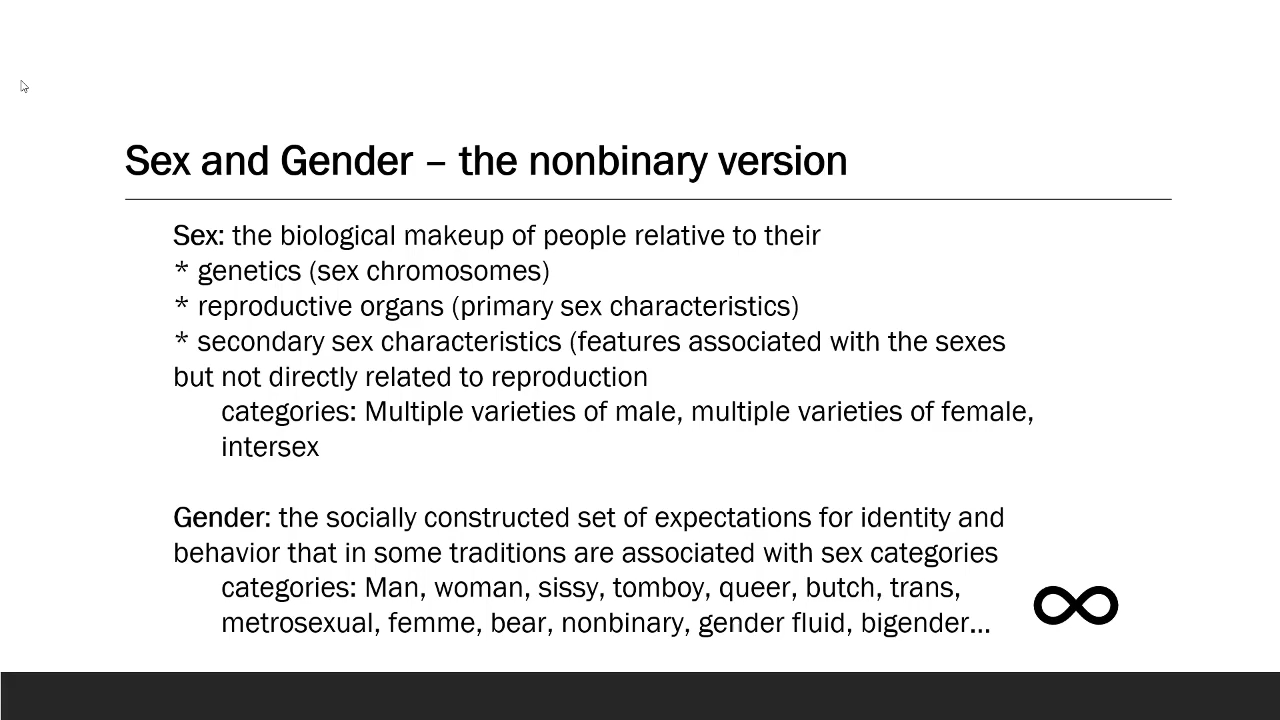 Sex and Gender – the nonbinary version
Sex: the biological makeup of people relative to their
* genetics (sex chromosomes)
* reproductive organs (primary sex characteristics)
* secondary sex characteristics (features associated with the sexes
but not directly related to reproduction
categories: Multiple varieties of male, multiple varieties of female,
intersex
Gender: the socially constructed set of expectations for identity and
behavior that in some traditions are associated with sex categories
categories: Man, woman, sissy, tomboy, queer, butch, trans,
metrosexual, femme, bear, nonbinary, gender fluid, bigender...
∞